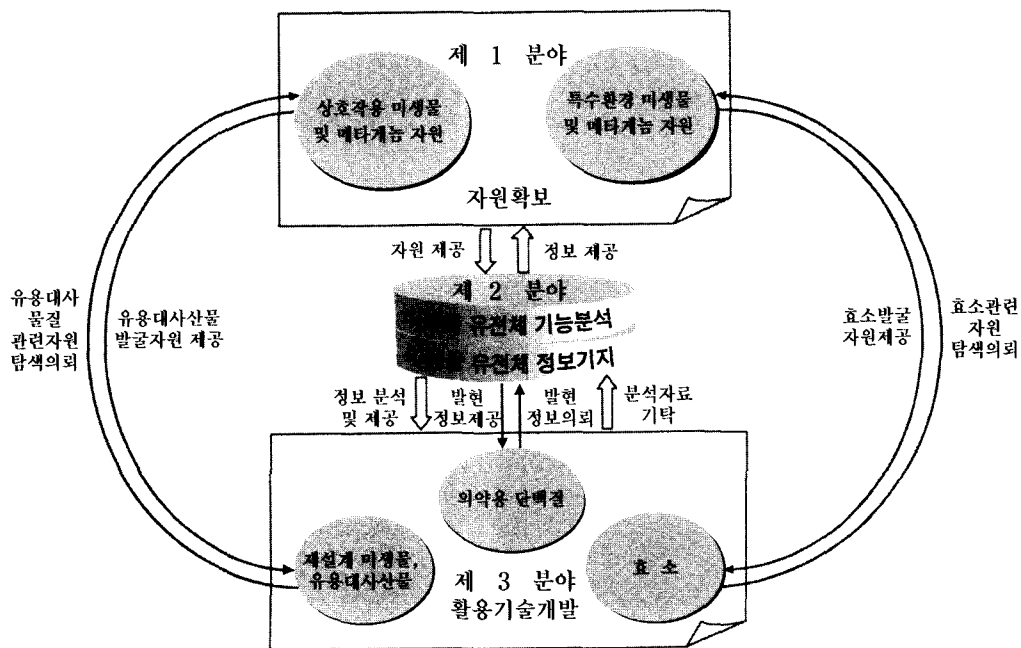 제 1 분야
상호작용 미생물
및 메타게놈 자원
특수환경 미생물
및 메타게놈 자원
자원확보
자원 제공
정보 제공
유용대사
물질
관련자원
탐색의뢰
유용대사산물
발굴자원 제공
제 2 분야
유전체 기능분석
유전체 정보기지
효소발굴
자원제공
효소관련
자원
탐색의뢰
정보 분석
및 제공
발현
정보제공
발현
정보의뢰
분석자료
기탁
의약용 단백질
재설계 미생물,
유용대사산물
효 소
제 3 분야
활용기술개발